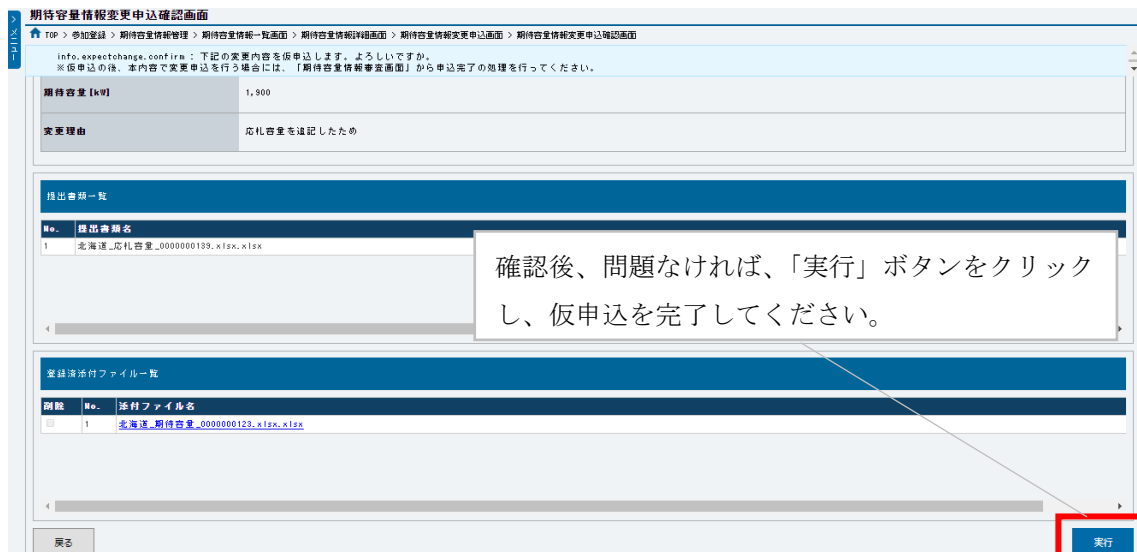 期待容量情報変更申込確認画面
メニュー
TOP > 参加登録 > 期待容量情報管理 > 期待容量情報一覧画面 > 期待容量情報詳細画面 > 期待容量情報変更申込画面 > 期待容量情報変更申込確認画面
info.expectchange.confirm : 下記の変更内容を仮申込します。よろしいですか。
※仮申込の後、本内容で変更申込を行う場合には、「期待容量情報審査画面」から申込完了の処理を行ってください。
期待容量[kW] 1,900
変更理由 応札容量を追記したため
提出書類一覧
No. 提出書類名
1 北海道_応札容量_0000000139.xlsx.xlsx
確認後、問題なければ、「実行」ボタンをクリック
し、仮申込を完了してください。
登録済添付ファイル一覧
削除 No. 添付ファイル名
1 北海道_期待容量_0000000123.xlsx.xlsx
戻る 実行